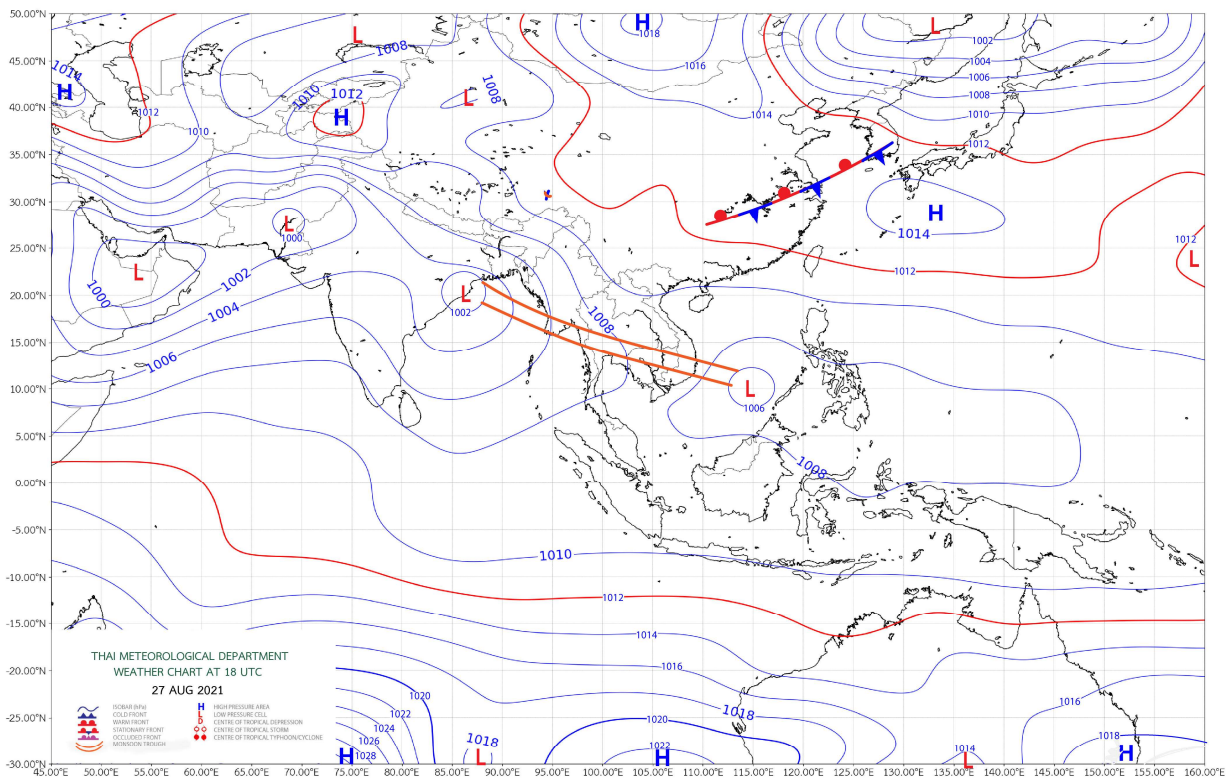 50.00°N
45.00°N
40.00°N
35.00°N
30.00°N
25.00°N
20.00°N
15.00°N
10.00°N
5.00°N
0.00°N
-5.00°N
-10.00°N
-15.00°N
-20.00°N
-25.00°N
-30.00°N
L
1008
H
1018
L
1002
1004
1006
1008
1010
1012
1016
1014
1014
H
1012
1010
1016
1012
H
L
1008
L
1000
L
1000
1002
1004
1006
L
1002
1008
H
1014
1012
1012
L
L
1006
1008
1010
1012
1014
1016
1020
1022
1024
1026
H
1028
1018
L
1020
1018
1022
H
1014
L
1016
1018
H
THAI METEOROLOGICAL DEPARTMENT
WEATHER CHART AT 18 UTC
27 AUG 2021
ISOBAR (hPa)
COLD FRONT
WARM FRONT
STATIONARY FRONT
OCCLUDED FRONT
MONSOON TROUGH
H HIGH PRESSURE AREA
L LOW PRESSURE CELL
CENTRE OF TROPICAL DEPRESSION
CENTRE OF TROPICAL STORM
CENTRE OF TROPICAL TYPHOON/CYCLONE
45.00°E 50.00°E 55.00°E 60.00°E 65.00°E 70.00°E 75.00°E 80.00°E 85.00°E 90.00°E 95.00°E 100.00°E 105.00°E 110.00°E 115.00°E 120.00°E 125.00°E 130.00°E 135.00°E 140.00°E 145.00°E 150.00°E 155.00°E 160.00°E